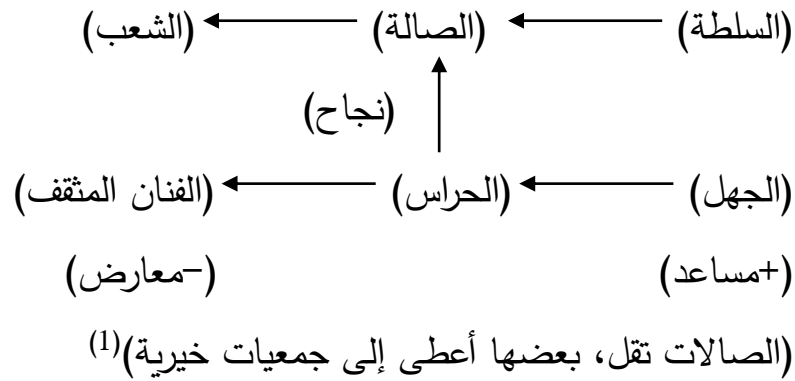 (السلطة) (الصالة) (الشعب)
(نجاح)
(الجهل) (الحراس) (الفنان المثقف)
(+مساعد) (–معارض)
(الصالات تقل، بعضها أعطى إلى جمعيات خيرية)(1)